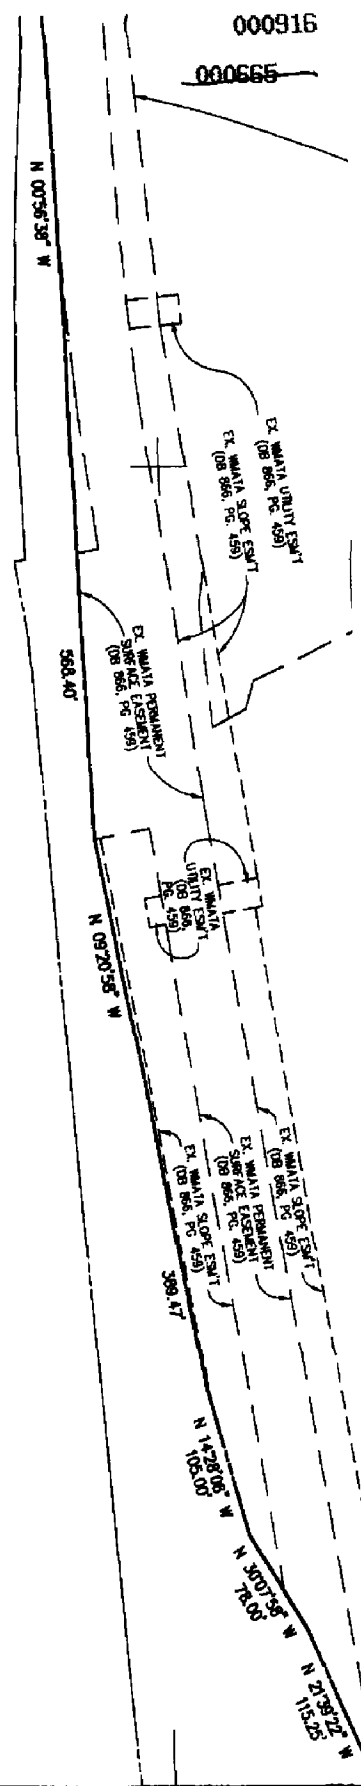 000916
000665
N 00°56'38" W
EX. WMATA UTILITY ESM'T
(DB 866, PG. 459)
EX. WMATA SLOPE ESM'T
(DB 866, PG. 459)
EX. WMATA PERMANENT
SURFACE EASEMENT
(DB 866, PG 459)
568.40'
EX. WMATA
UTILITY ESM'T
(DB 866,
PG. 459)
N 09°20'58" W
EX. WMATA SLOPE ESM'T
(DB 866, PG 459)
EX. WMATA PERMANENT
SURFACE EASEMENT
(DB 866, PG. 459)
EX. WMATA SLOPE ESM'T
(DB 866, PG 459)
389.47'
N 14°28'06" W
105.00'
N 30°07'58" W
78.00'
N 21°39'22" W
115.25'